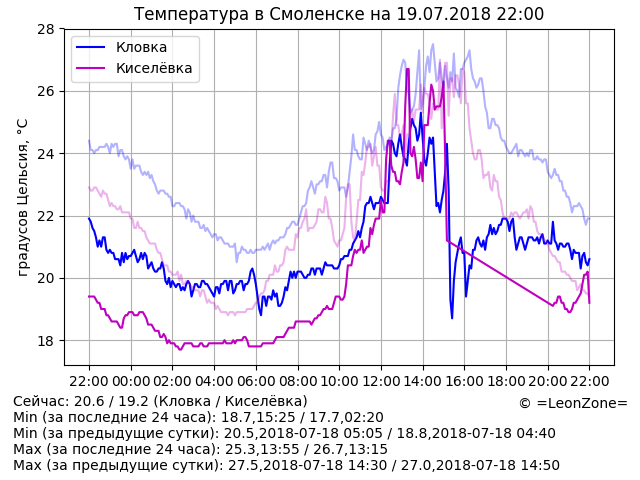 Температура в Смоленске на 19.07.2018 22:00
Кловка
Киселёвка
градусов Цельсия, °C
28
26
24
22
20
18
22:00 00:00 02:00 04:00 06:00 08:00 10:00 12:00 14:00 16:00 18:00 20:00 22:00
Сейчас: 20.6 / 19.2 (Кловка / Киселёвка)
© =LeonZone=
Min (за последние 24 часа): 18.7,15:25 / 17.7,02:20
Min (за предыдущие сутки): 20.5,2018-07-18 05:05 / 18.8,2018-07-18 04:40
Max (за последние 24 часа): 25.3,13:55 / 26.7,13:15
Max (за предыдущие сутки): 27.5,2018-07-18 14:30 / 27.0,2018-07-18 14:50